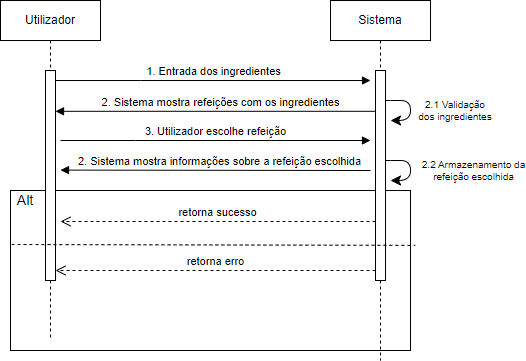 Utilizador
Sistema
1. Entrada dos ingredientes
2. Sistema mostra refeições com os ingredientes
2.1 Validação
dos ingredientes
3. Utilizador escolhe refeição
2. Sistema mostra informações sobre a refeição escolhida
2.2 Armazenamento da
refeição escolhida
Alt
retorna sucesso
retorna erro